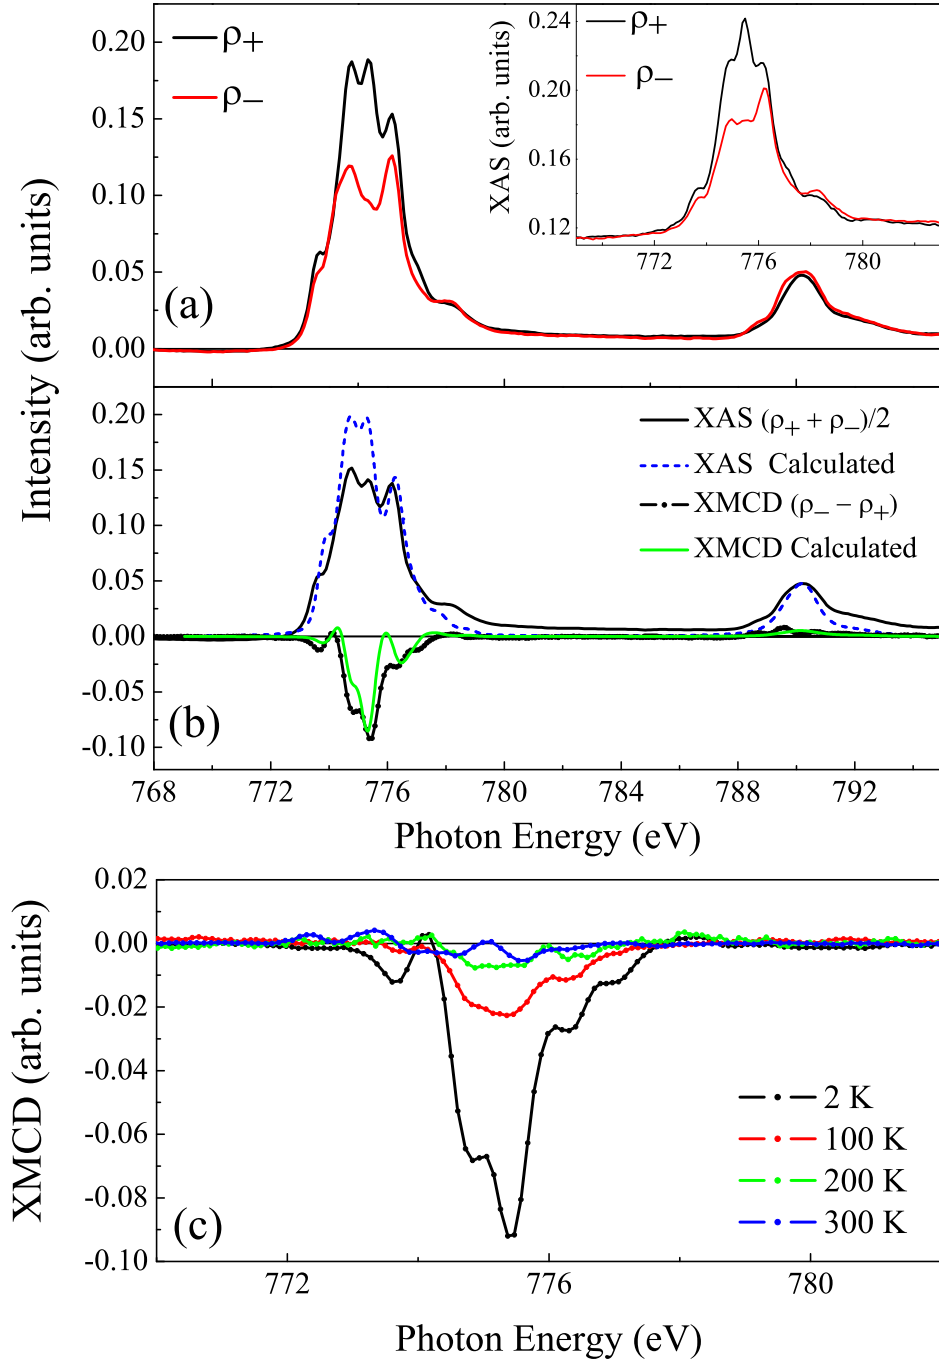 ρ+
ρ−
(a)
0.20
0.15
0.10
0.05
0.00
XAS (arb. units)
0.24
0.20
0.16
0.12
ρ+
ρ−
772
776
780
Intensity (arb. units)
XAS (ρ+ + ρ−)/2
XAS Calculated
XMCD (ρ− − ρ+)
XMCD Calculated
0.20
0.15
0.10
0.05
0.00
-0.05
-0.10
(b)
768
772
776
780
784
788
792
Photon Energy (eV)
XMCD (arb. units)
0.02
0.00
-0.02
-0.04
-0.06
-0.08
-0.10
2 K
100 K
200 K
300 K
(c)
772
776
780
Photon Energy (eV)